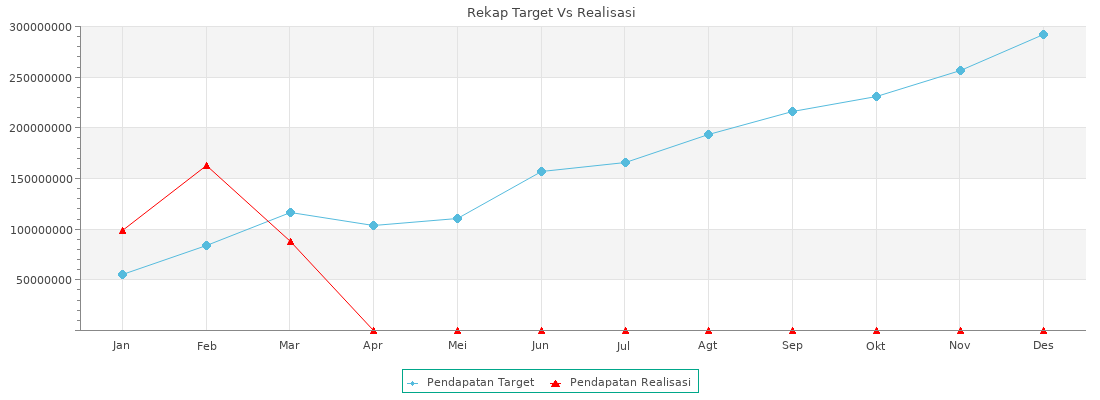 Rekap Target Vs Realisasi
300000000
250000000
200000000
150000000
100000000
50000000
Jan Feb Mar Apr Mei Jun Jul Agt Sep Okt Nov Des
Pendapatan Target Pendapatan Realisasi